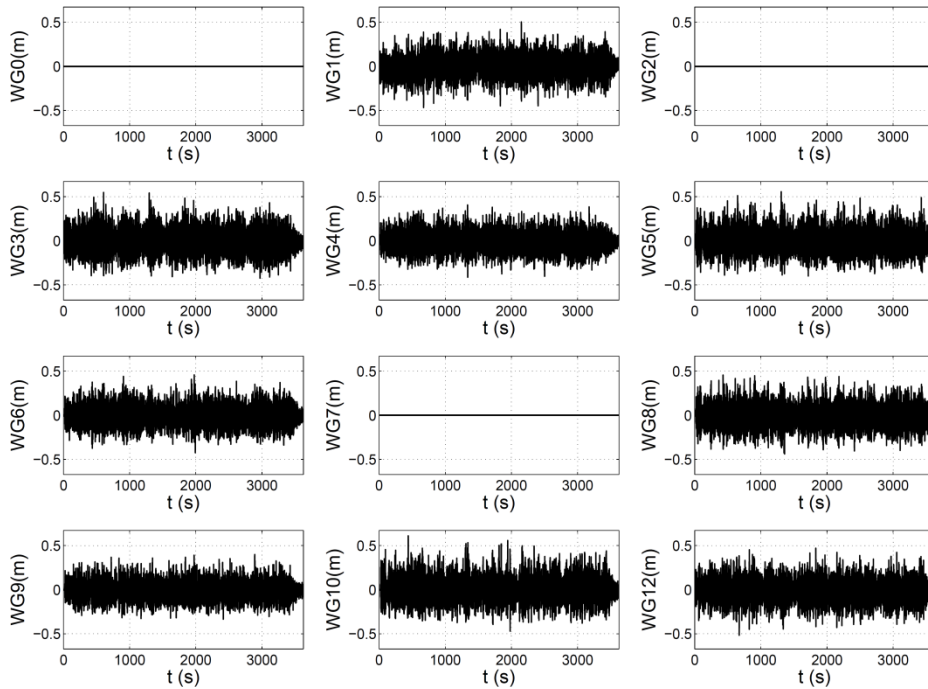 WG0(m) 0.5 0 −0.5 0 1000 2000 3000 t (s)
WG1(m) 0.5 0 −0.5 0 1000 2000 3000 t (s)
WG2(m) 0.5 0 −0.5 0 1000 2000 3000 t (s)
WG3(m) 0.5 0 −0.5 0 1000 2000 3000 t (s)
WG4(m) 0.5 0 −0.5 0 1000 2000 3000 t (s)
WG5(m) 0.5 0 −0.5 0 1000 2000 3000 t (s)
WG6(m) 0.5 0 −0.5 0 1000 2000 3000 t (s)
WG7(m) 0.5 0 −0.5 0 1000 2000 3000 t (s)
WG8(m) 0.5 0 −0.5 0 1000 2000 3000 t (s)
WG9(m) 0.5 0 −0.5 0 1000 2000 3000 t (s)
WG10(m) 0.5 0 −0.5 0 1000 2000 3000 t (s)
WG12(m) 0.5 0 −0.5 0 1000 2000 3000 t (s)